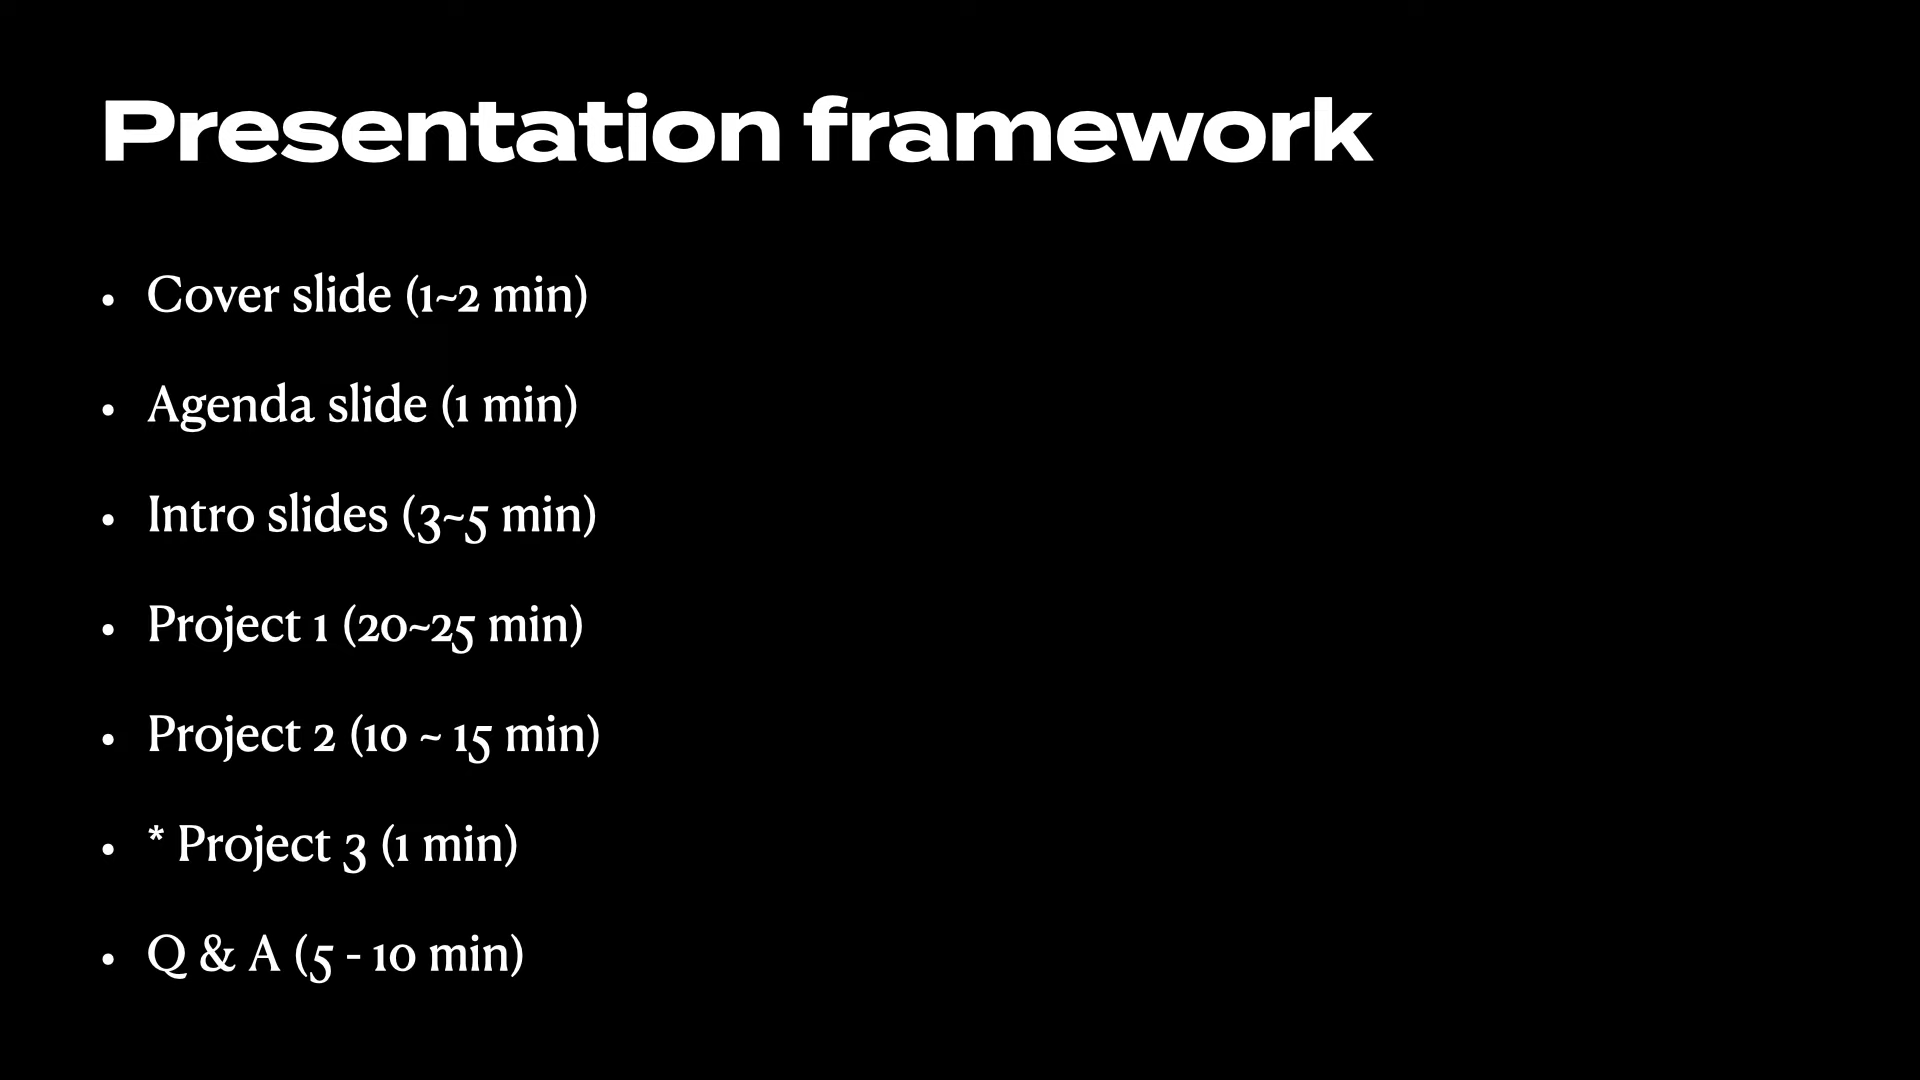 Presentation framework
• Cover slide (1~2 min)
• Agenda slide (1 min)
• Intro slides (3~5 min)
• Project 1 (20~25 min)
• Project 2 (10 ~ 15 min)
• * Project 3 (1 min)
• Q & A (5 - 10 min)